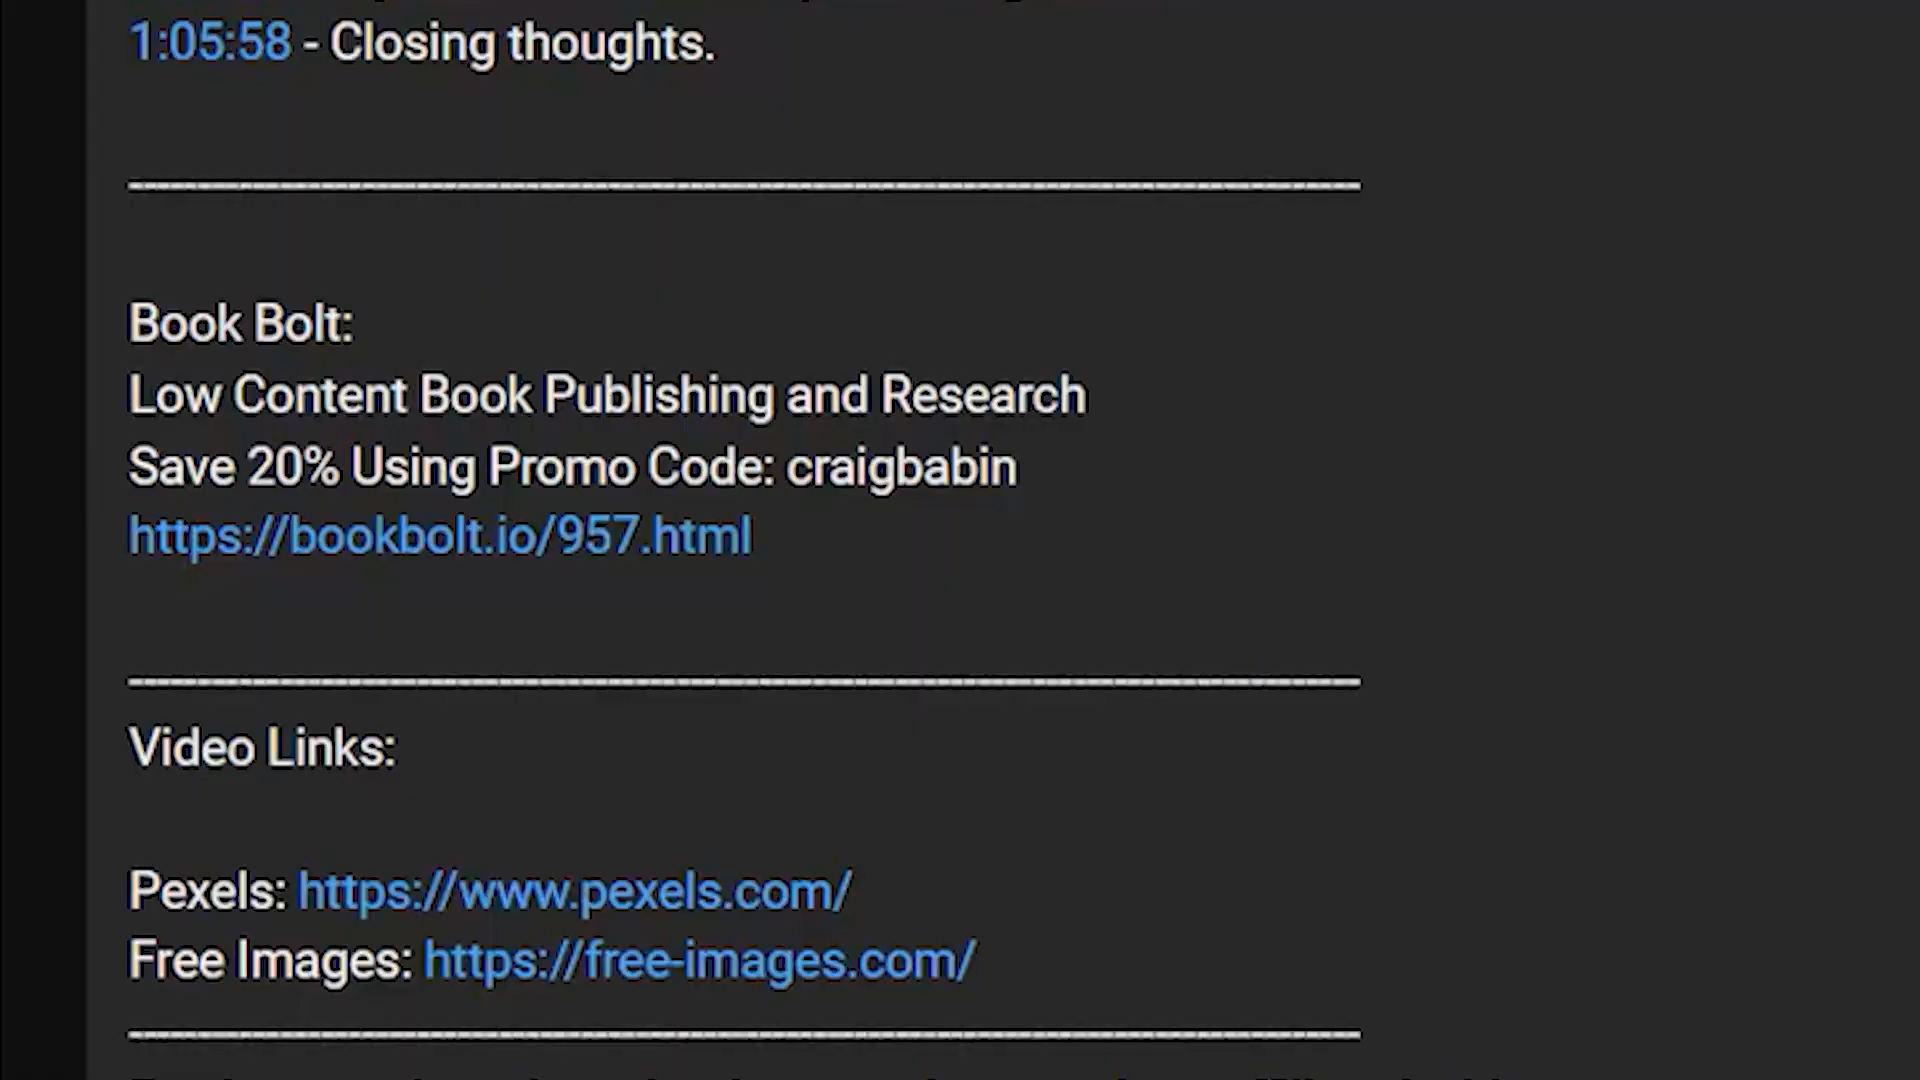 1:05:58 - Closing thoughts.
Book Bolt:
Low Content Book Publishing and Research
Save 20% Using Promo Code: craigbabin
https://bookbolt.io/957.html
Video Links:
Pexels: https://www.pexels.com/
Free Images: https://free-images.com/